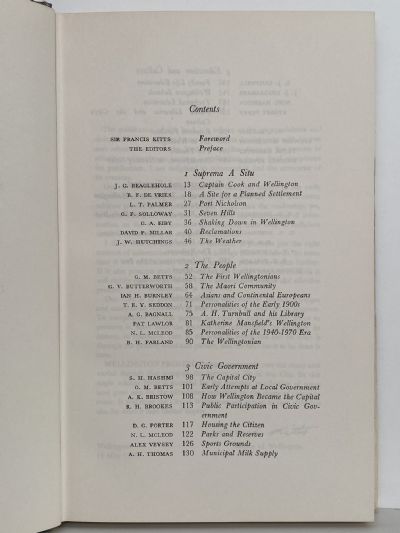 Contents
SIR FRANCIS KITTS Foreword
THE EDITORS Preface
1 Suprema A Situ
J. C. BEAGLEHOLE 13 Captain Cook and Wellington
B. F. DE VRIES 18 A Site for a Planned Settlement
L. T. PALMER 27 Port Nicholson
G. F. SOLLOWAY 31 Seven Hills
G. A. EIBY 36 Shaking Down in Wellington
DAVID P. MILLAR 40 Reclamations
J. W. HUTCHINGS 46 The Weather
2 The People
G. M. BETTS 52 The First Wellingtonians
G. V. BUTTERWORTH 58 The Maori Community
IAN H. BURNLEY 64 Asians and Continental Europeans
T. E. Y. SEDDON 71 Personalities of the Early 1900s
A. G. BAGNALL 75 A. H. Turnbull and his Library
PAT LAWLOR 81 Katherine Mansfield's Wellington
N. L. MCLEOD 85 Personalities of the 1940-1970 Era
B. H. FARLAND 90 The Wellingtonian
3 Civic Government
S. H. HASHMI 98 The Capital City
G. M. BETTS 101 Early Attempts at Local Government
A. K. BRISTOW 108 How Wellington Became the Capital
R. H. BROOKES 113 Public Participation in Civic Gov-
ernment
D. G. PORTER 117 Housing the Citizen
N. L. MCLEOD 122 Parks and Reserves
ALEX VEYSEY 126 Sports Grounds
A. H. THOMAS 130 Municipal Milk Supply